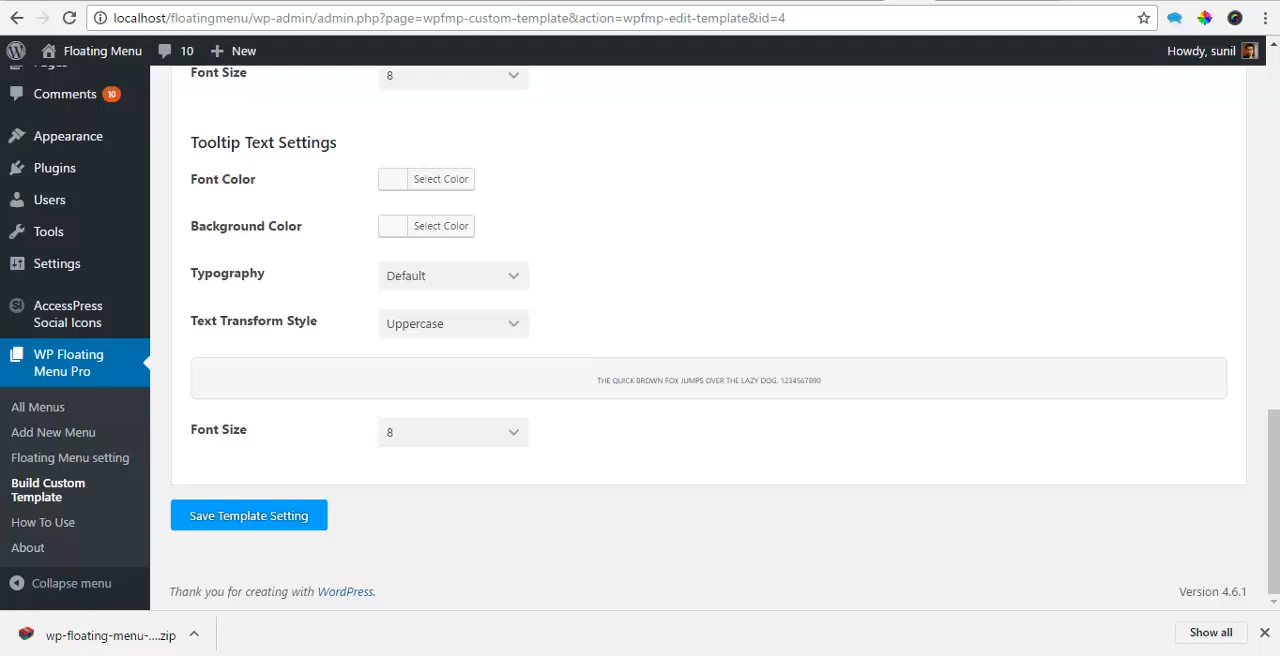 localhost/floatingmenu/wp-admin/admin.php?page=wpfmp-custom-template&action=wpfmp-edit-template&id=4
Floating Menu 10 New Howdy, sunil
Comments 10
Appearance
Plugins
Users
Tools
Settings
AccessPress
Social Icons
WP Floating
Menu Pro
All Menus
Add New Menu
Floating Menu setting
Build Custom
Template
How To Use
About
Collapse menu
Font Size 8
Tooltip Text Settings
Font Color Select Color
Background Color Select Color
Typography Default
Text Transform Style Uppercase
THE QUICK BROWN FOX JUMPS OVER THE LAZY DOG. 1234567890
Font Size 8
Save Template Setting
Thank you for creating with WordPress. Version 4.6.1
wp-floating-menu-....zip Show all